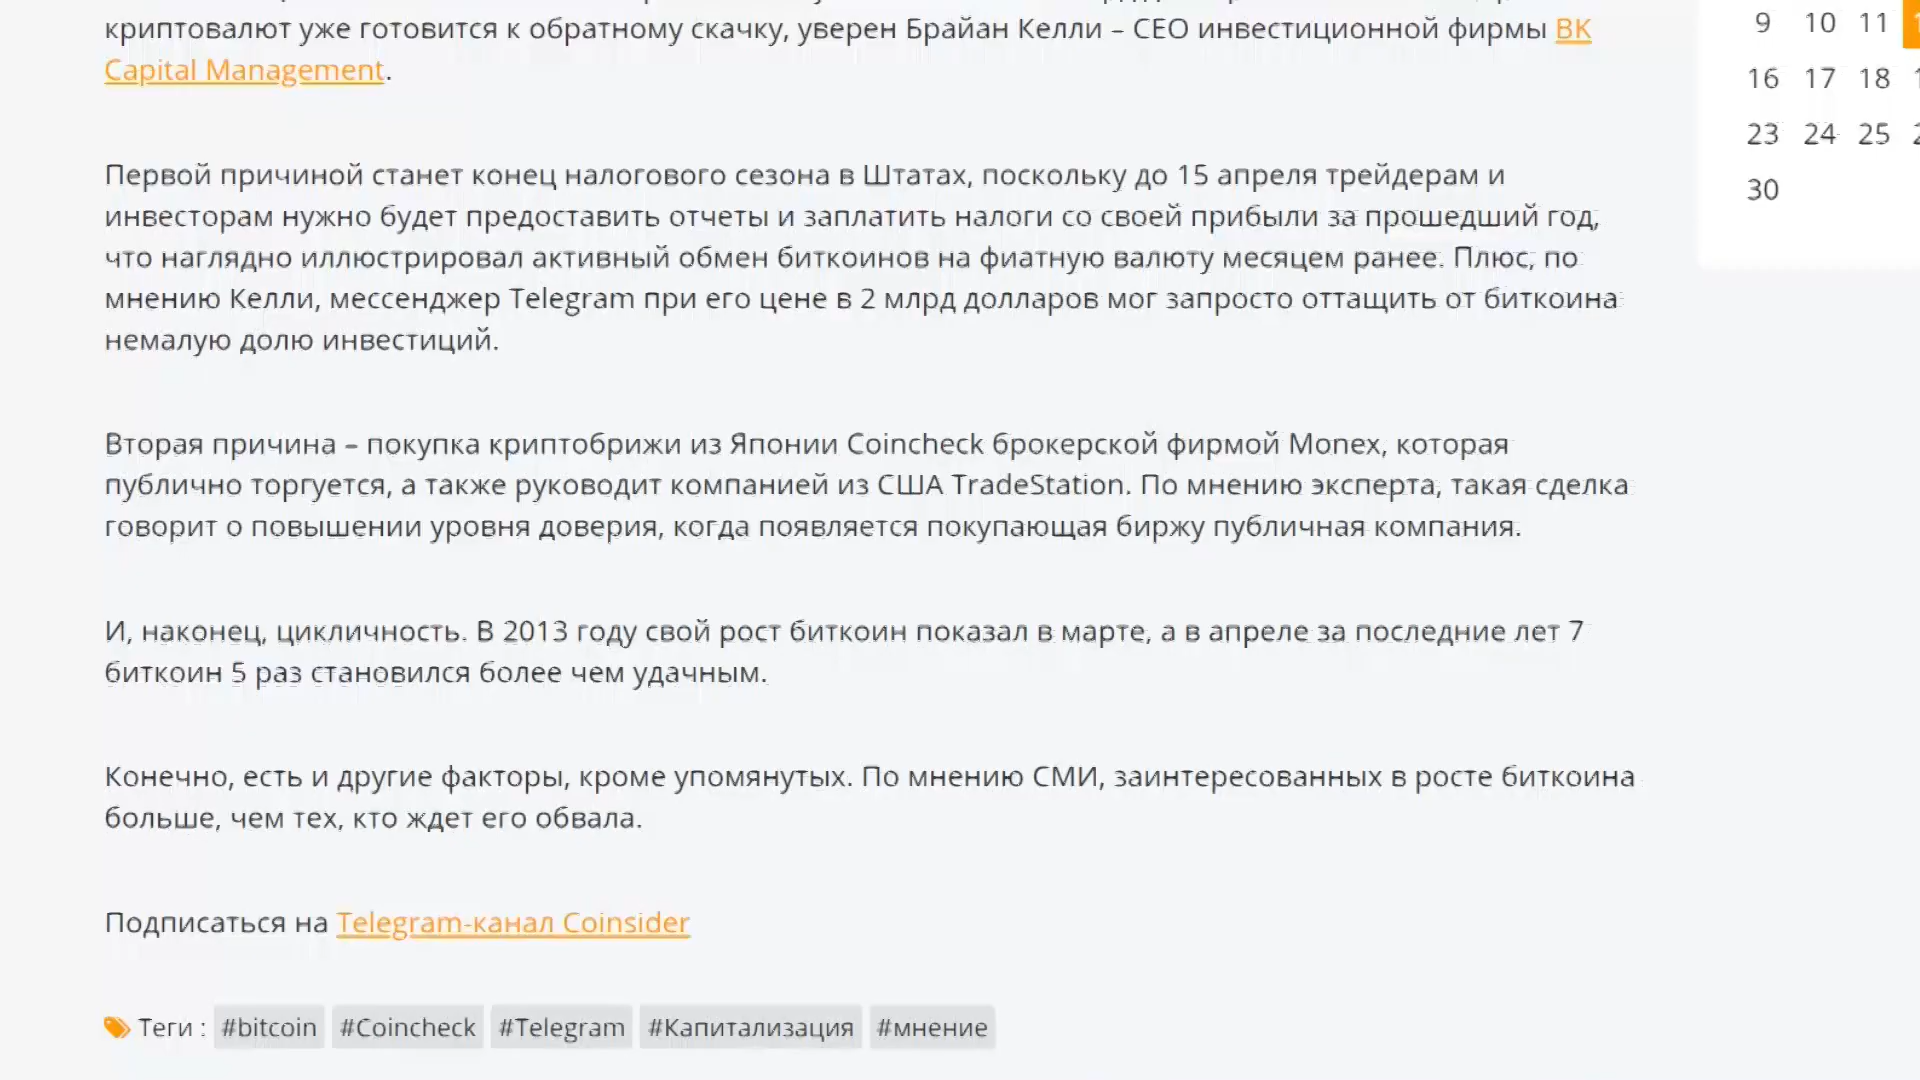 криптовалют уже готовится к обратному скачку, уверен Брайан Келли – CEO инвестиционной фирмы BK
Capital Management.
Первой причиной станет конец налогового сезона в Штатах, поскольку до 15 апреля трейдерам и
инвесторам нужно будет предоставить отчеты и заплатить налоги со своей прибыли за прошедший год,
что наглядно иллюстрировал активный обмен биткоинов на фиатную валюту месяцем ранее. Плюс, по
мнению Келли, мессенджер Telegram при его цене в 2 млрд долларов мог запросто оттащить от биткоина
немалую долю инвестиций.
Вторая причина – покупка криптобрижи из Японии Coincheck брокерской фирмой Monex, которая
публично торгуется, а также руководит компанией из США TradeStation. По мнению эксперта, такая сделка
говорит о повышении уровня доверия, когда появляется покупающая биржу публичная компания.
И, наконец, цикличность. В 2013 году свой рост биткоин показал в марте, а в апреле за последние лет 7
биткоин 5 раз становился более чем удачным.
Конечно, есть и другие факторы, кроме упомянутых. По мнению СМИ, заинтересованных в росте биткоина
больше, чем тех, кто ждет его обвала.
Подписаться на Telegram-канал Coinsider
Теги : #bitcoin #Coincheck #Telegram #Капитализация #мнение
9 10 11
16 17 18
23 24 25
30